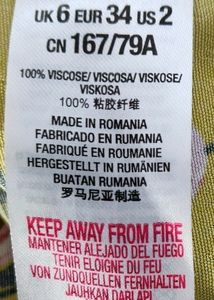 UK 6 EUR 34 US 2
CN 167/79A
100% VISCOSE/ VISCOSA/ VISKOSE/
VISKOSA
100% 粘胶纤维
MADE IN ROMANIA
FABRICADO EN RUMANIA
FABRIQUÉ EN ROUMANIE
HERGESTELLT IN RUMÄNIEN
BUATAN RUMANIA
罗马尼亚制造
KEEP AWAY FROM FIRE
MANTENER ALEJADO DEL FUEGO
TENIR ELOIGNE DU FEU
VON ZUNDQUELLEN FERNHALTEN
JAUHKAN DARI API